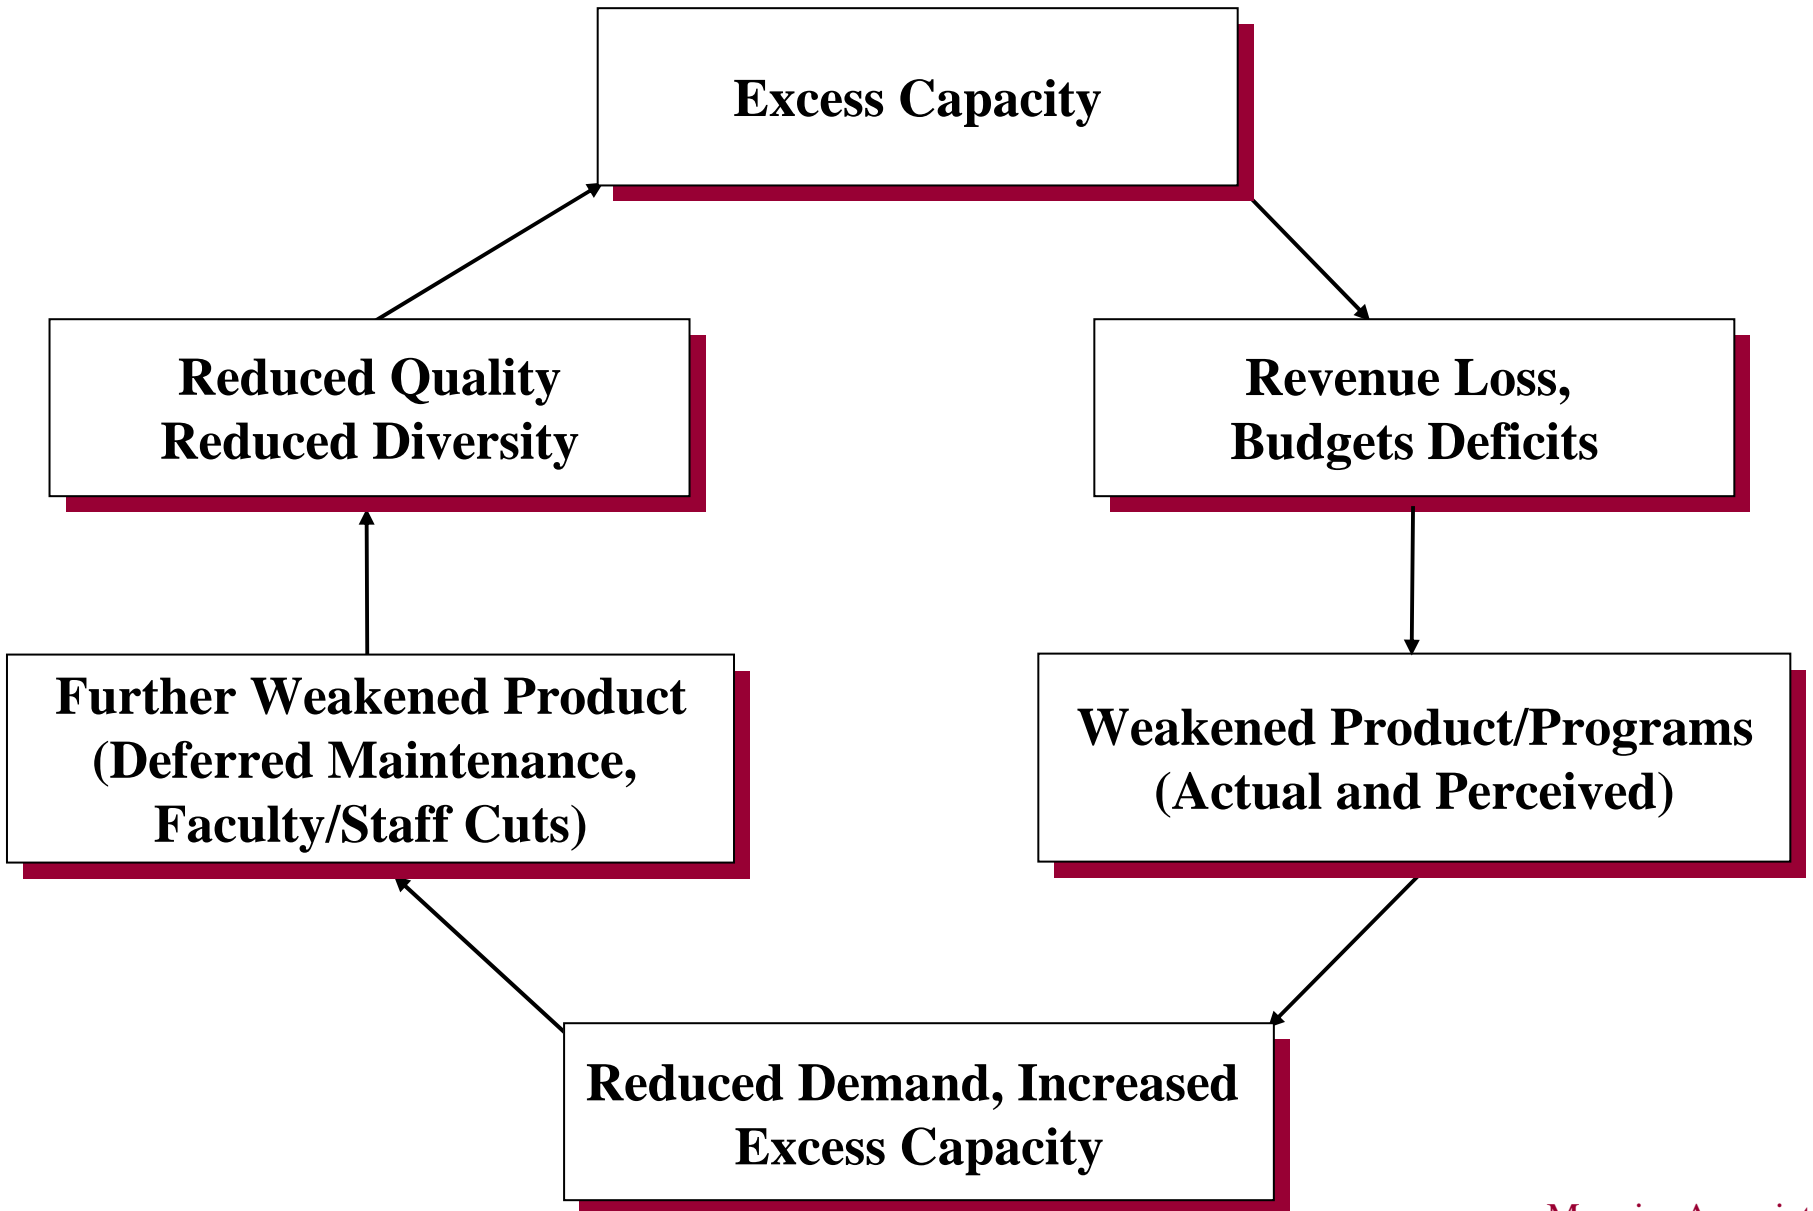 Excess Capacity
Revenue Loss,
Budgets Deficits
Weakened Product/Programs
(Actual and Perceived)
Reduced Demand, Increased
Excess Capacity
Further Weakened Product
(Deferred Maintenance,
Faculty/Staff Cuts)
Reduced Quality
Reduced Diversity